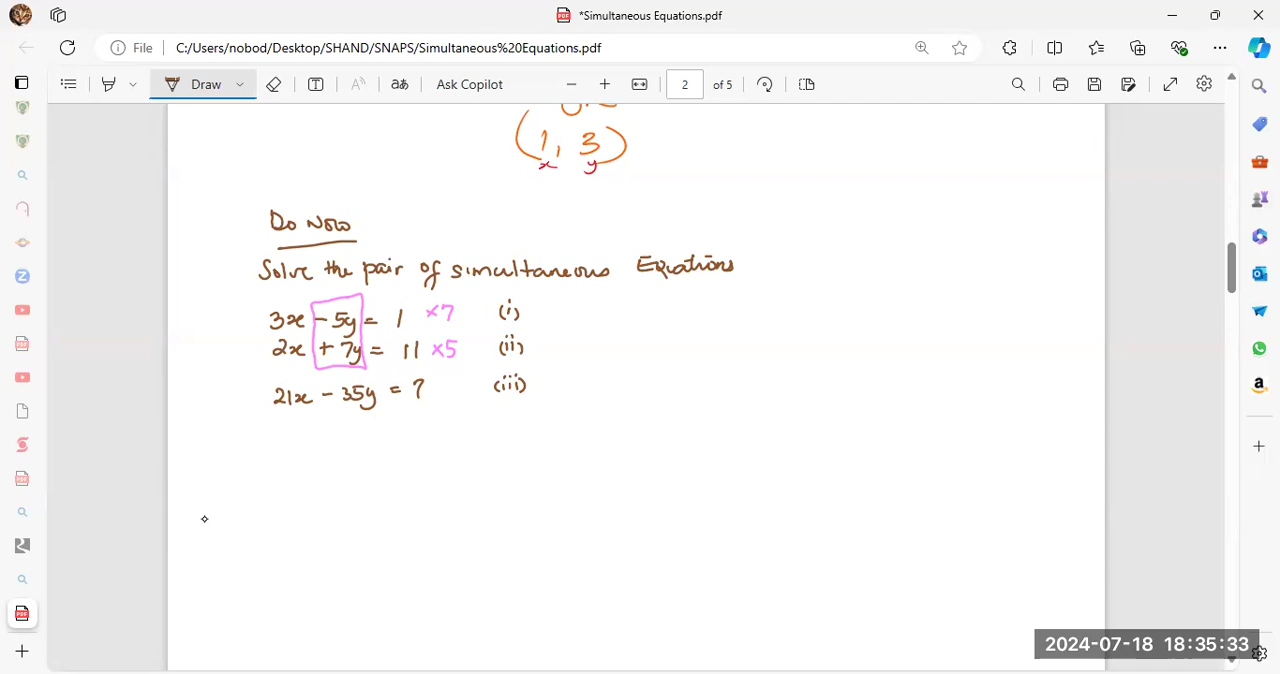 *Simultaneous Equations.pdf
File C:/Users/nobod/Desktop/SHAND/SNAPS/Simultaneous%20Equations.pdf
Draw aあ Ask Copilot 2 of 5
(1, 3)
x y
Do Now
Solve the pair of simultaneous Equations
3x - 5y = 1 ×7 (i)
2x + 7y = 11 ×5 (ii)
21x - 35y = 7 (iii)
2024-07-18 18:35:33